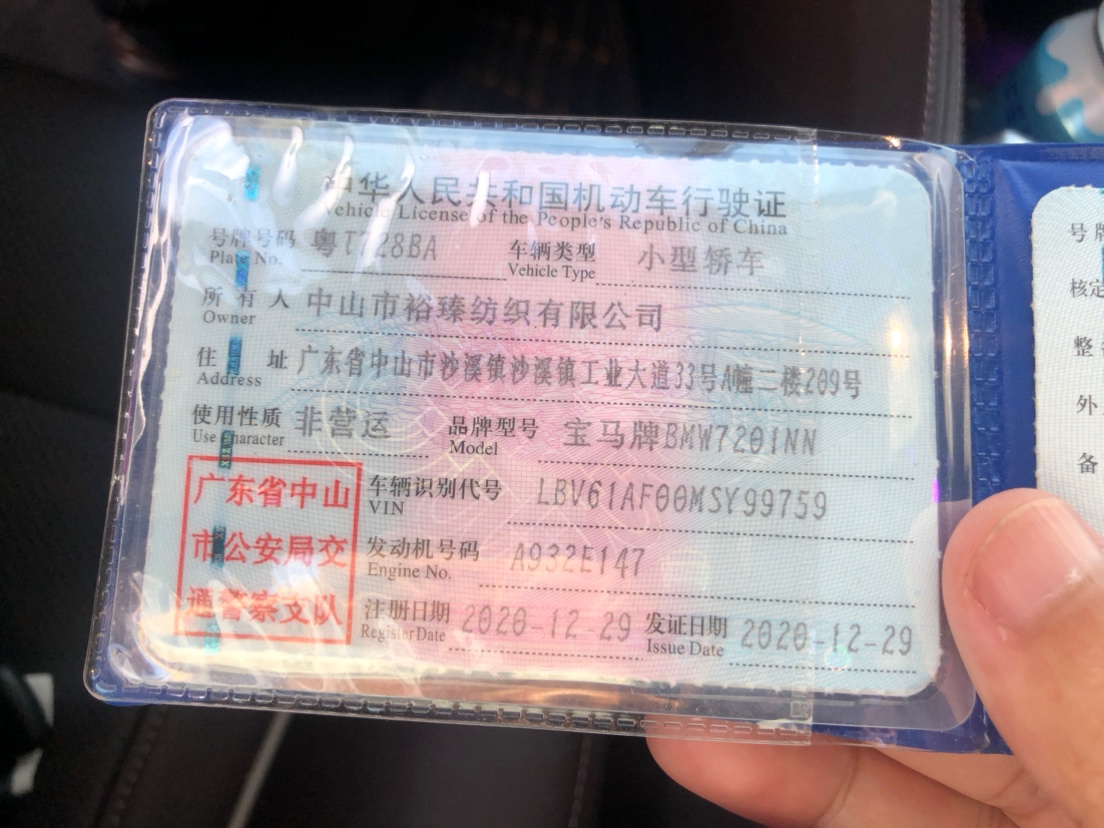 中华人民共和国机动车行驶证
Vehicle License of the People's Republic of China
号牌号码 车辆类型 小型轿车
Plate No. Vehicle Type
所有人 中山市裕臻纺织有限公司
Owner
住址 广东省中山市沙溪镇沙溪镇工业大道33号A幢二楼209号
Address
使用性质 非营运 品牌型号 宝马牌BMW7201NN
Use Character Model
广东省中山
市公安局交
通警察支队
车辆识别代号 LBV61AF00MSY99759
VIN
发动机号码 A932E147
Engine No.
注册日期 2020-12-29 发证日期 2020-12-29
Register Date Issue Date
号牌
核定
整
外
备